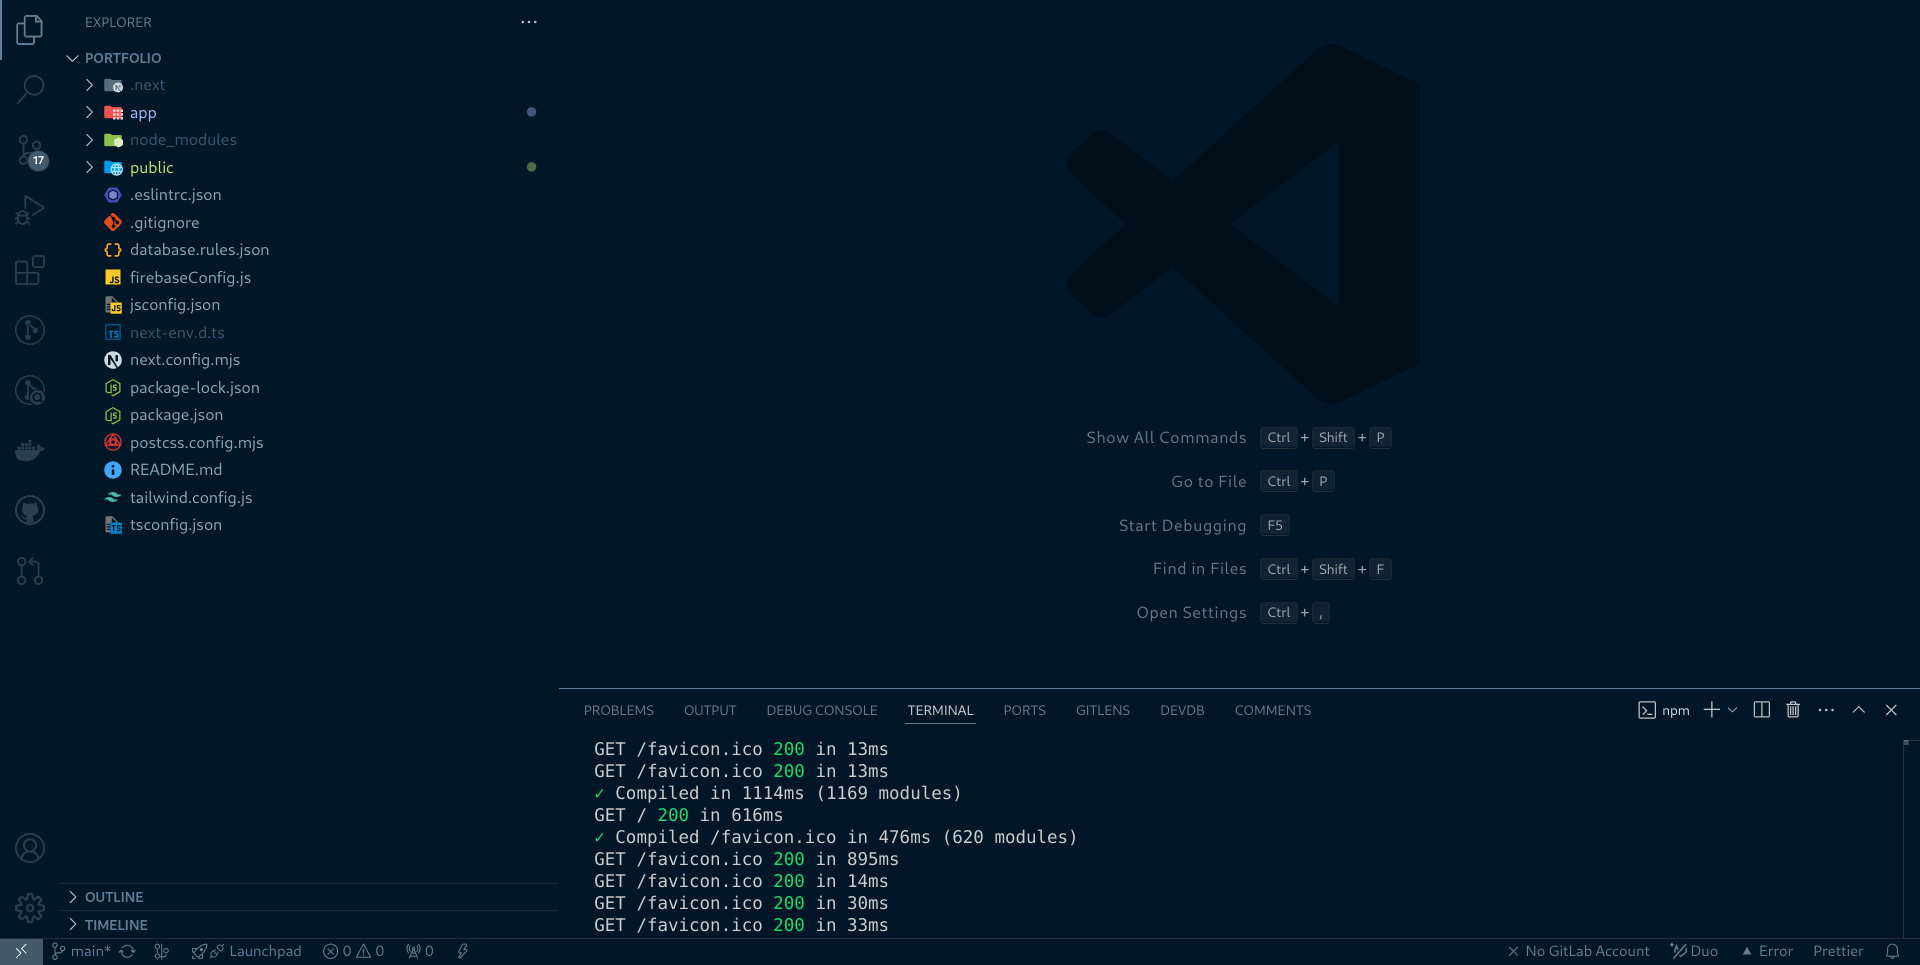 EXPLORER
PORTFOLIO
.next
app
node_modules
public
.eslintrc.json
.gitignore
database.rules.json
firebaseConfig.js
jsconfig.json
next-env.d.ts
next.config.mjs
package-lock.json
package.json
postcss.config.mjs
README.md
tailwind.config.js
tsconfig.json
17
Show All Commands Ctrl + Shift + P
Go to File Ctrl + P
Start Debugging F5
Find in Files Ctrl + Shift + F
Open Settings Ctrl + ,
PROBLEMS OUTPUT DEBUG CONSOLE TERMINAL PORTS GITLENS DEVDB COMMENTS npm
GET /favicon.ico 200 in 13ms
GET /favicon.ico 200 in 13ms
✓ Compiled in 1114ms (1169 modules)
GET / 200 in 616ms
✓ Compiled /favicon.ico in 476ms (620 modules)
GET /favicon.ico 200 in 895ms
GET /favicon.ico 200 in 14ms
GET /favicon.ico 200 in 30ms
GET /favicon.ico 200 in 33ms
OUTLINE
TIMELINE
main* Launchpad 0 0 0 No GitLab Account Duo Error Prettier